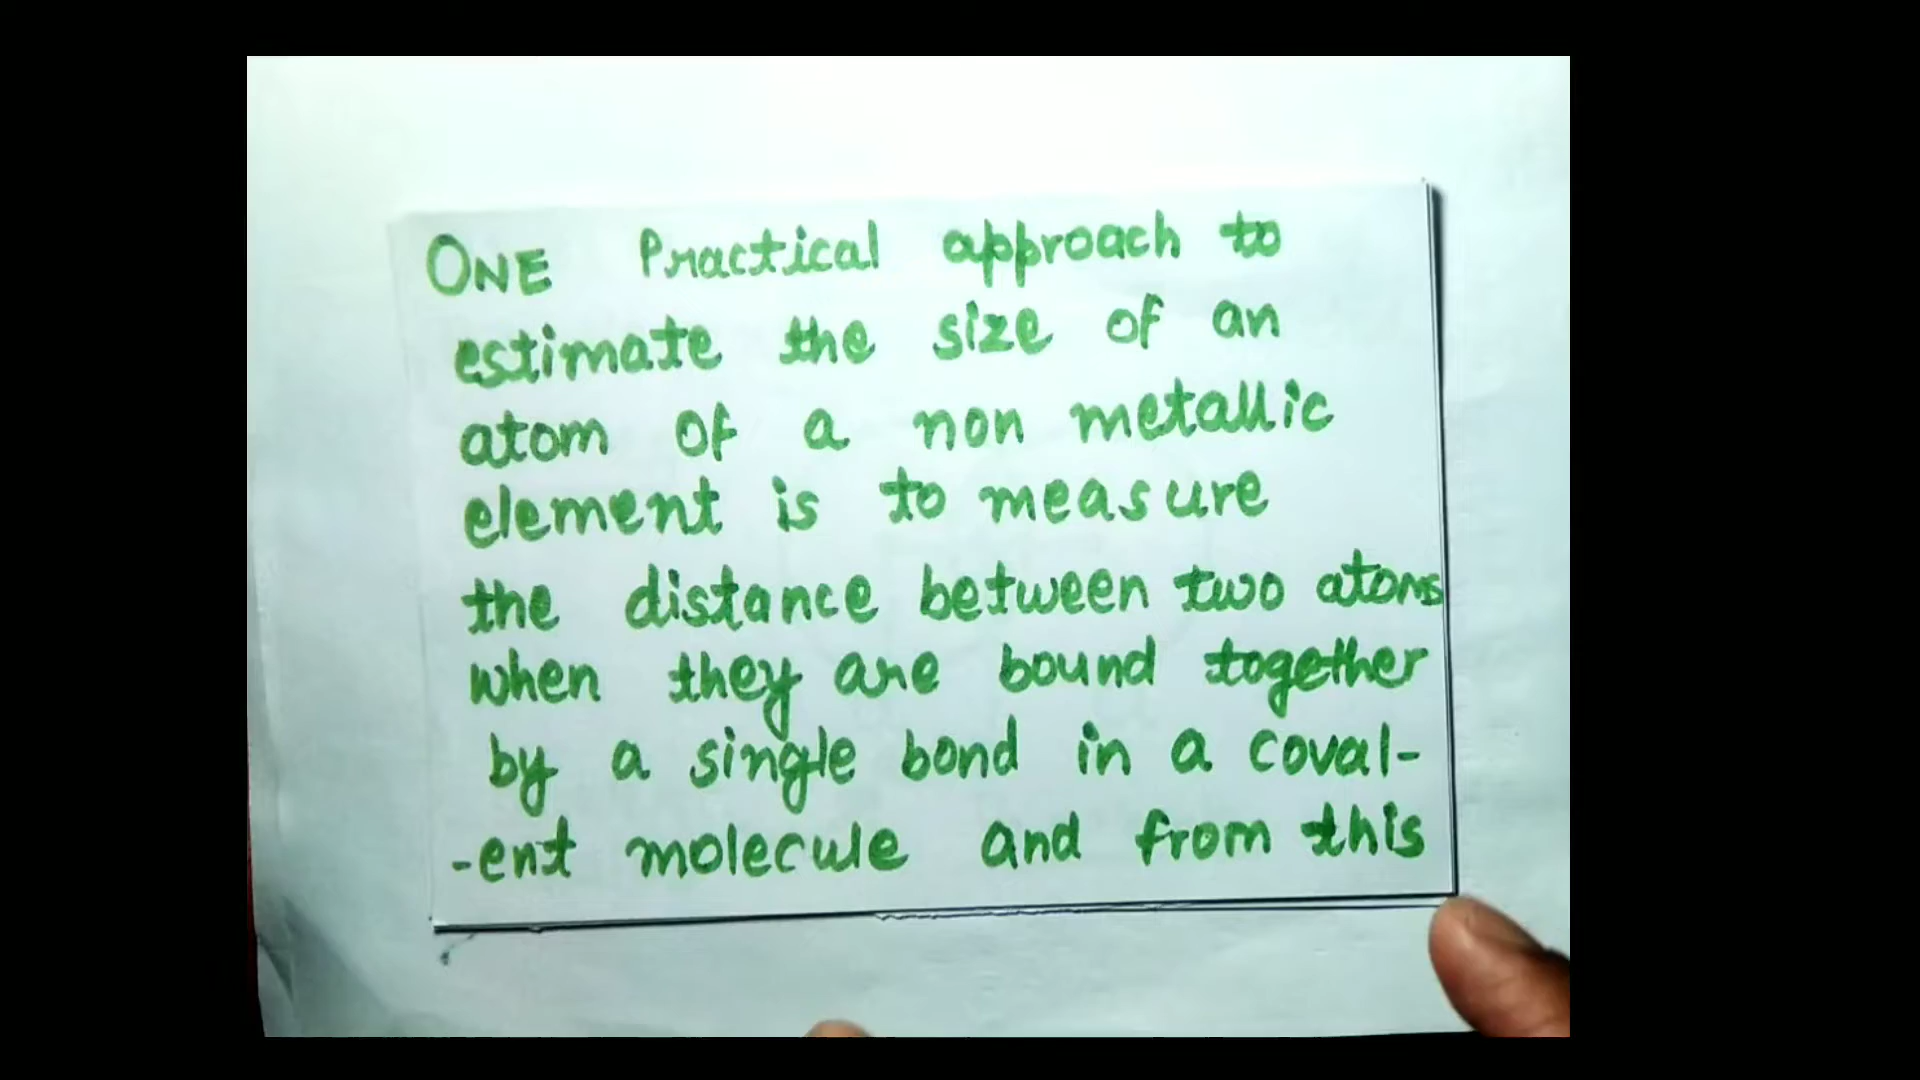 ONE Practical approach to
estimate the size of an
atom of a non metallic
element is to measure
the distance between two atoms
when they are bound together
by a single bond in a coval-
-ent molecule and from this